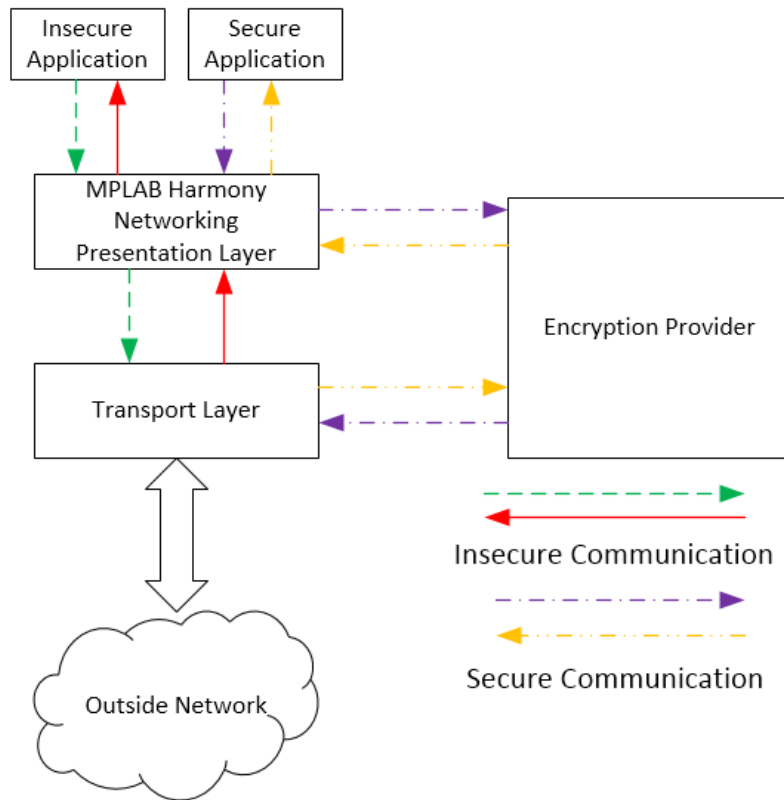 Insecure
Application
Secure
Application
MPLAB Harmony
Networking
Presentation Layer
Encryption Provider
Transport Layer
Insecure Communication
Secure Communication
Outside Network